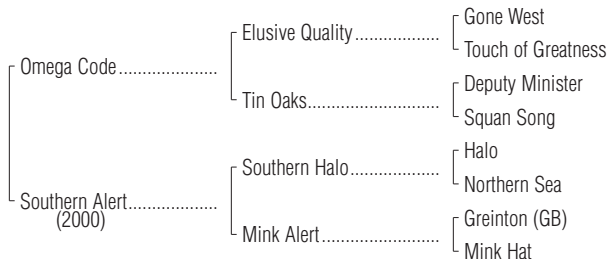 Gone West
Elusive Quality..................
Touch of Greatness
Omega Code.....................
Deputy Minister
Tin Oaks............................
Squan Song
Halo
Southern Halo...................
Northern Sea
Southern Alert...................
(2000)
Greinton (GB)
Mink Alert.........................
Mink Hat